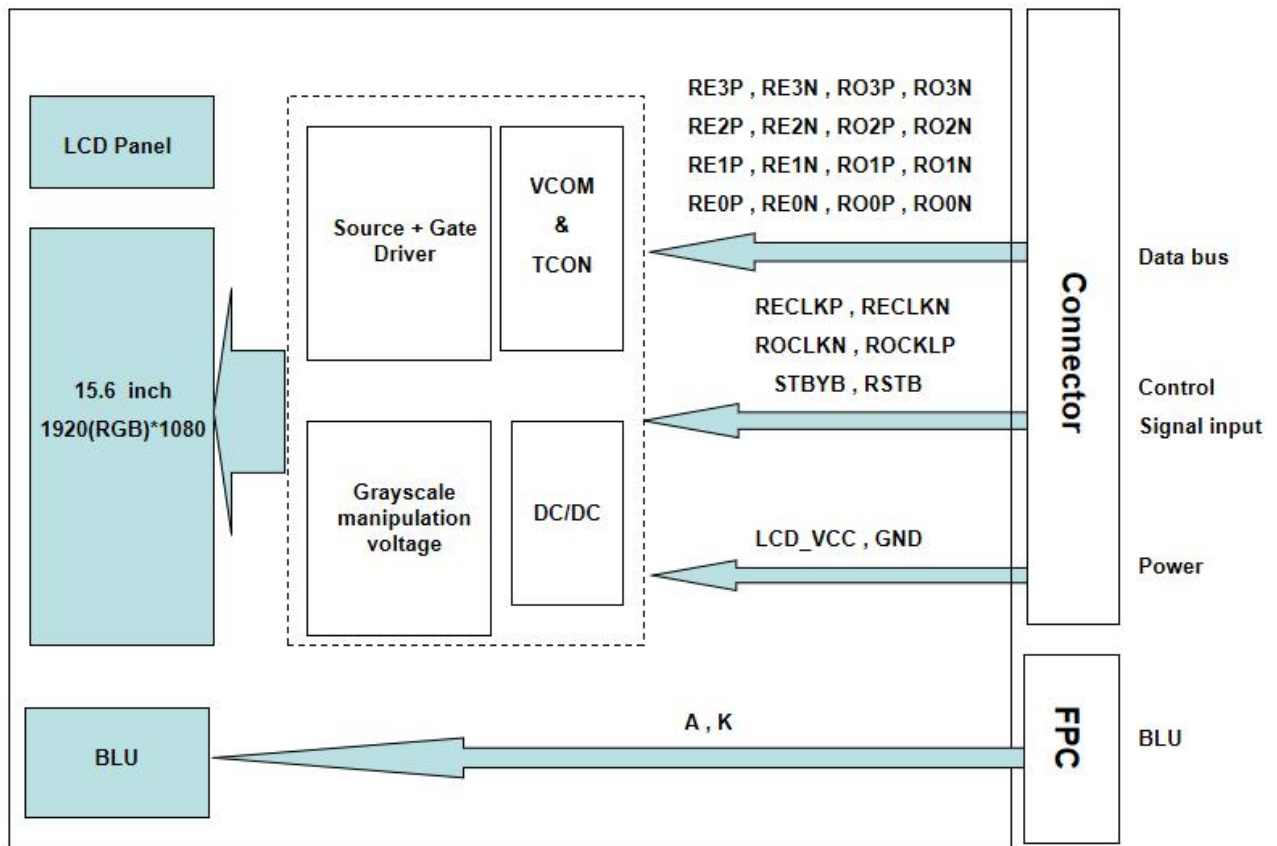 LCD Panel
15.6 inch
1920(RGB)*1080
BLU
Source + Gate
Driver
VCOM
&
TCON
Grayscale
manipulation
voltage
DC/DC
RE3P , RE3N , RO3P , RO3N
RE2P , RE2N , RO2P , RO2N
RE1P , RE1N , RO1P , RO1N
RE0P , RE0N , RO0P , RO0N
RECLKP , RECLKN
ROCLKN , ROCKLP
STBYB , RSTB
LCD_VCC , GND
A , K
Connector
FPC
Data bus
Control
Signal input
Power
BLU